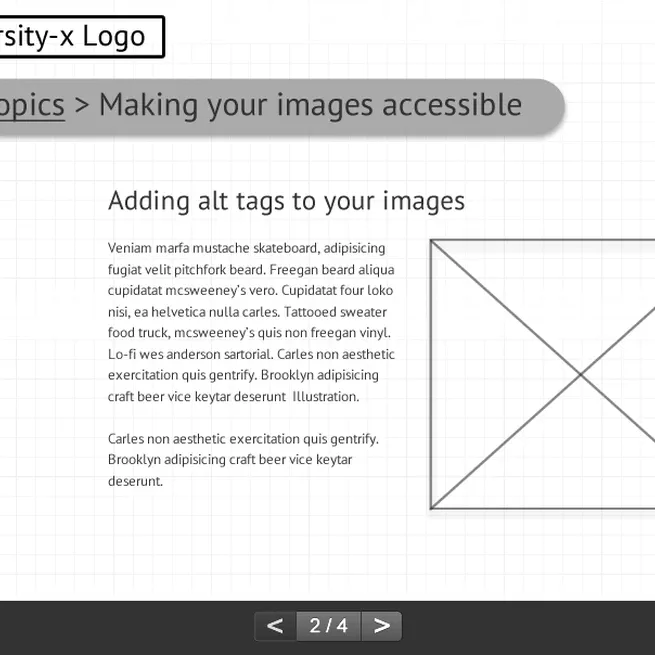 rsity-x Logo
opics > Making your images accessible
Adding alt tags to your images
Veniam marfa mustache skateboard, adipisicing
fugiat velit pitchfork beard. Freegan beard aliqua
cupidatat mcsweeney's vero. Cupidatat four loko
nisi, ea helvetica nulla carles. Tattooed sweater
food truck, mcsweeney's quis non freegan vinyl.
Lo-fi wes anderson sartorial. Carles non aesthetic
exercitation quis gentrify. Brooklyn adipisicing
craft beer vice keytar deserunt  Illustration.
Carles non aesthetic exercitation quis gentrify.
Brooklyn adipisicing craft beer vice keytar
deserunt.
< 2 / 4 >